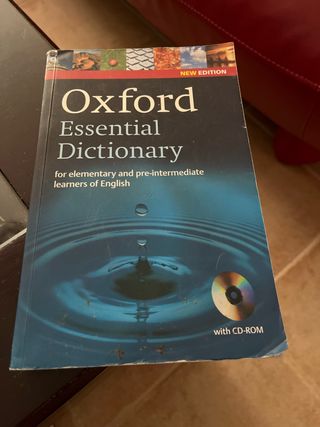 NEW EDITION
Oxford
Essential
Dictionary
for elementary and pre-intermediate
learners of English
with CD-ROM